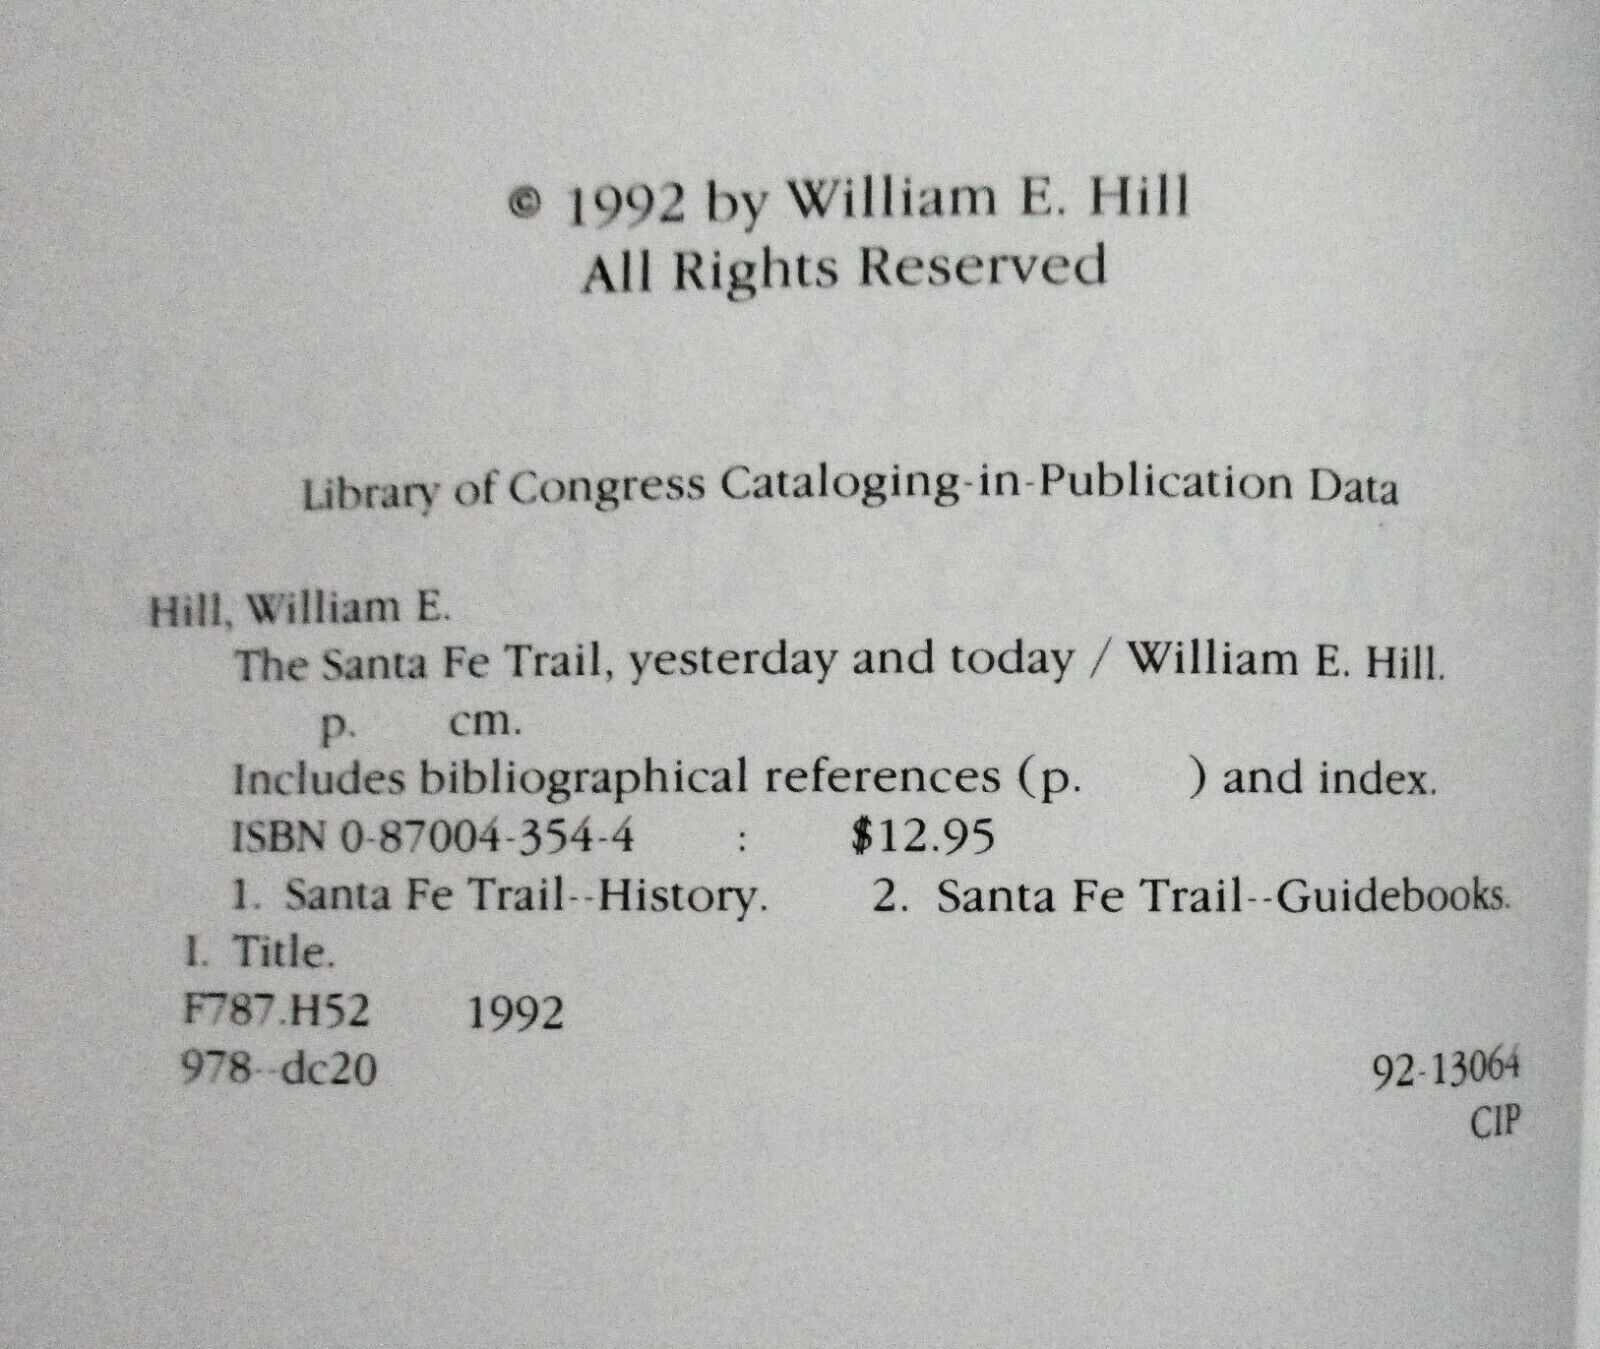 © 1992 by William E. Hill
All Rights Reserved
Library of Congress Cataloging-in-Publication Data
Hill, William E.
The Santa Fe Trail, yesterday and today / William E. Hill.
p. cm.
Includes bibliographical references (p. ) and index.
ISBN 0-87004-354-4 : $12.95
1. Santa Fe Trail--History. 2. Santa Fe Trail--Guidebooks.
I. Title.
F787.H52 1992
978--dc20
92-13064
CIP